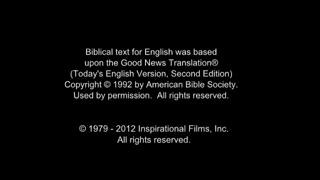 Biblical text for English was based
upon the Good News Translation®
(Today's English Version, Second Edition)
Copyright © 1992 by American Bible Society.
Used by permission.  All rights reserved.
© 1979 - 2012 Inspirational Films, Inc.
All rights reserved.